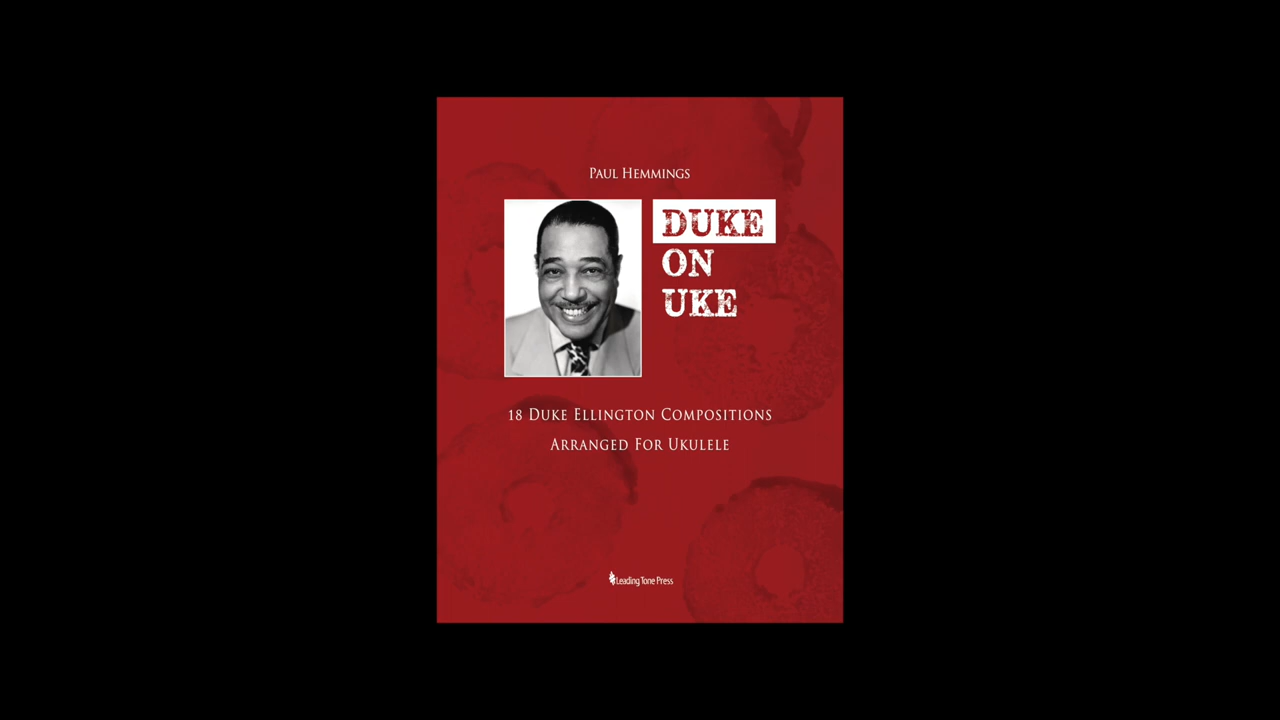 PAUL HEMMINGS
DUKE
ON
UKE
18 DUKE ELLINGTON COMPOSITIONS
ARRANGED FOR UKULELE
Leading Tone Press